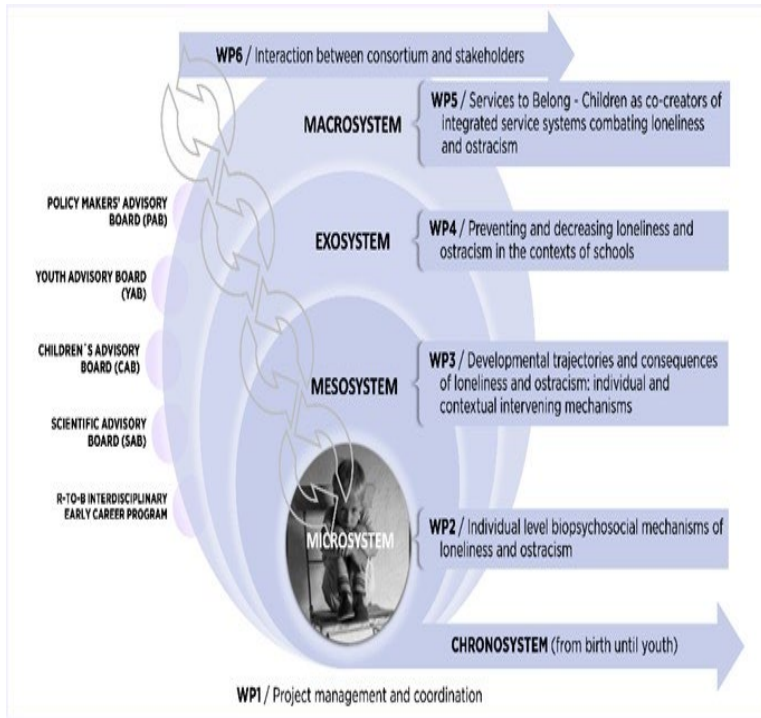 WP6 / Interaction between consortium and stakeholders
MACROSYSTEM
WP5 / Services to Belong - Children as co-creators of
integrated service systems combating loneliness
and ostracism
POLICY MAKERS' ADVISORY
BOARD (PAB)
EXOSYSTEM
WP4 / Preventing and decreasing loneliness and
ostracism in the contexts of schools
YOUTH ADVISORY BOARD
(YAB)
CHILDREN´S ADVISORY
BOARD (CAB)
MESOSYSTEM
WP3 / Developmental trajectories and consequences
of loneliness and ostracism: individual and
contextual intervening mechanisms
SCIENTIFIC ADVISORY
BOARD (SAB)
R-TO-B INTERDISCIPLINARY
EARLY CAREER PROGRAM
MICROSYSTEM
WP2 / Individual level biopsychosocial mechanisms of
loneliness and ostracism
CHRONOSYSTEM (from birth until youth)
WP1 / Project management and coordination